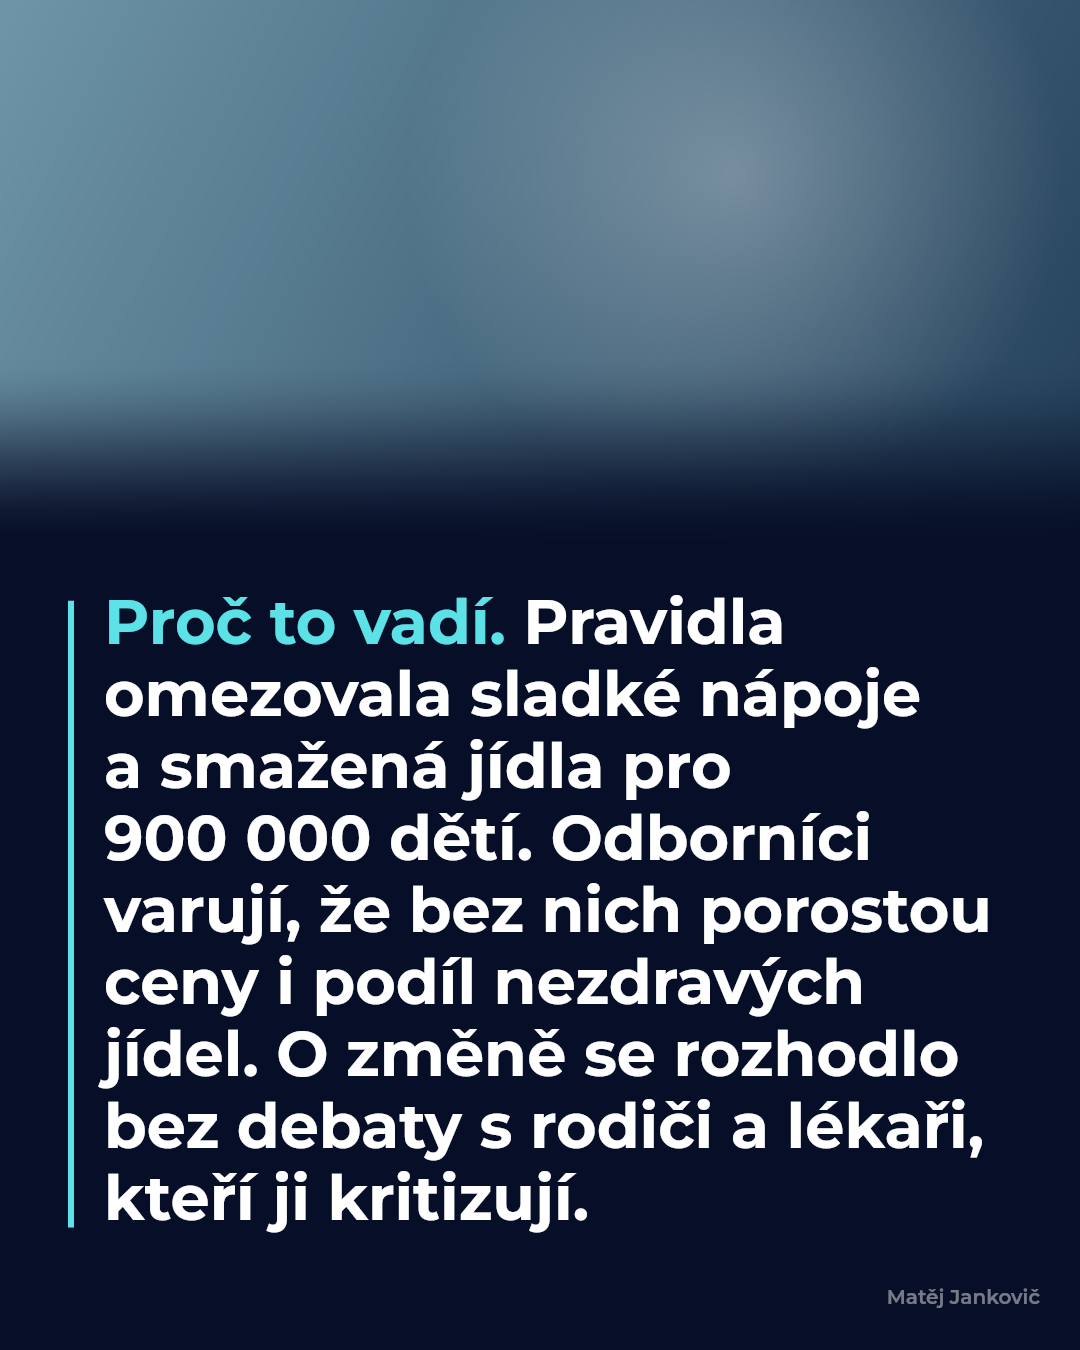 Proč to vadí. Pravidla
omezovala sladké nápoje
a smažená jídla pro
900 000 dětí. Odborníci
varují, že bez nich porostou
ceny i podíl nezdravých
jídel. O změně se rozhodlo
bez debaty s rodiči a lékaři,
kteří ji kritizují.
Matěj Jankovič